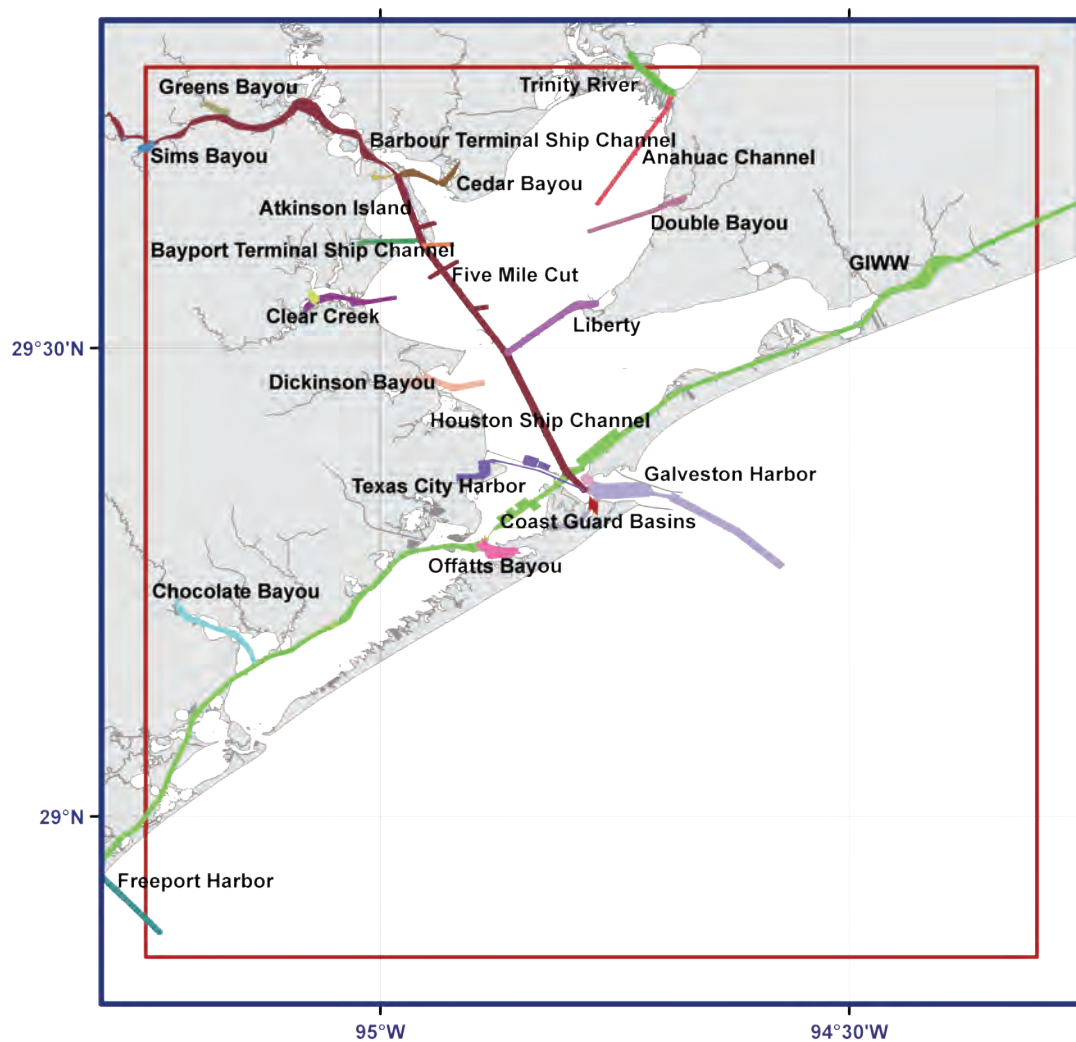 Trinity River
Greens Bayou
Barbour Terminal Ship Channel
Sims Bayou
Anahuac Channel
Cedar Bayou
Atkinson Island
Double Bayou
Bayport Terminal Ship Channel
GIWW
Five Mile Cut
Clear Creek
Liberty
29°30'
Dickinson Bayou
Houston Ship Channel
Galveston Harbor
Texas City Harbor
Coast Guard Basins
Offatts Bayou
Chocolate Bayou
29°N
Freeport Harbor
95°W
94°30'